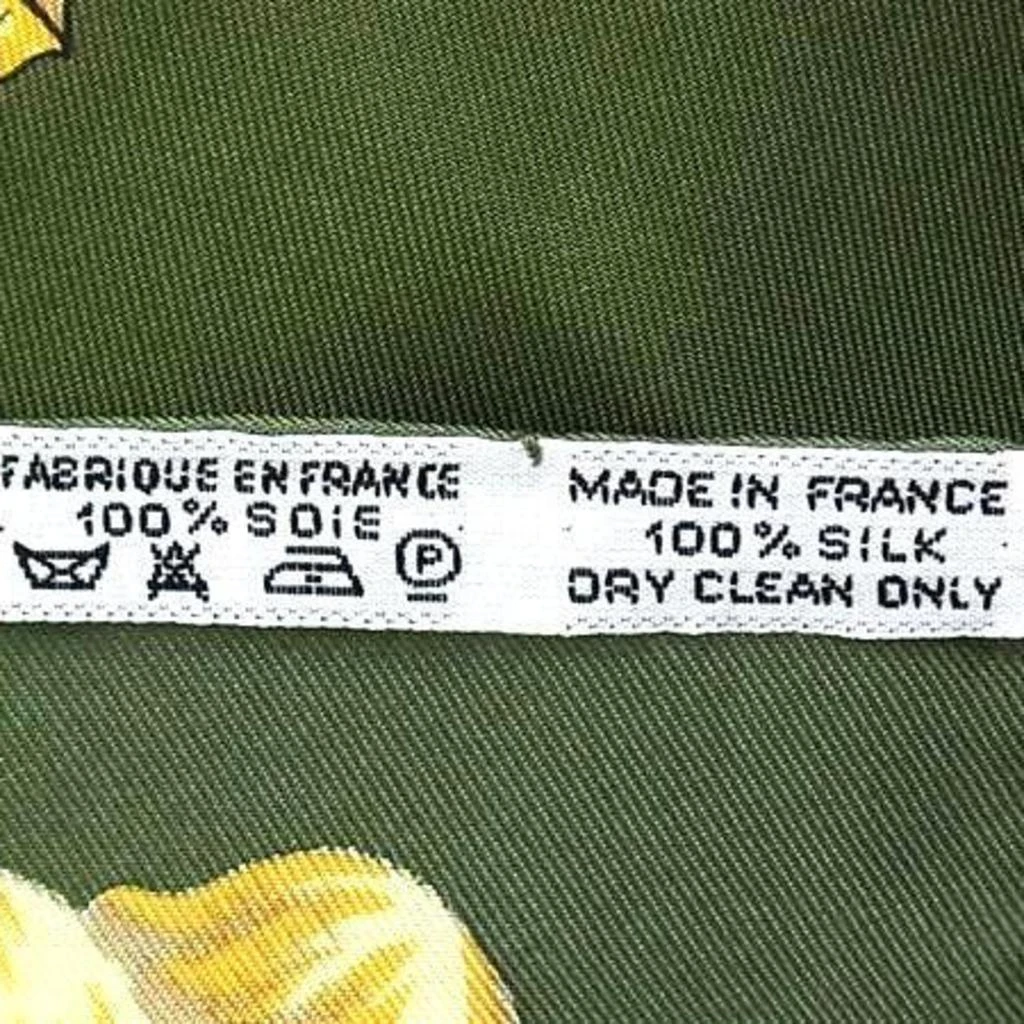 FABRIQUE EN FRANCE
100% SOIE
P
MADE IN FRANCE
100% SILK
DRY CLEAN ONLY